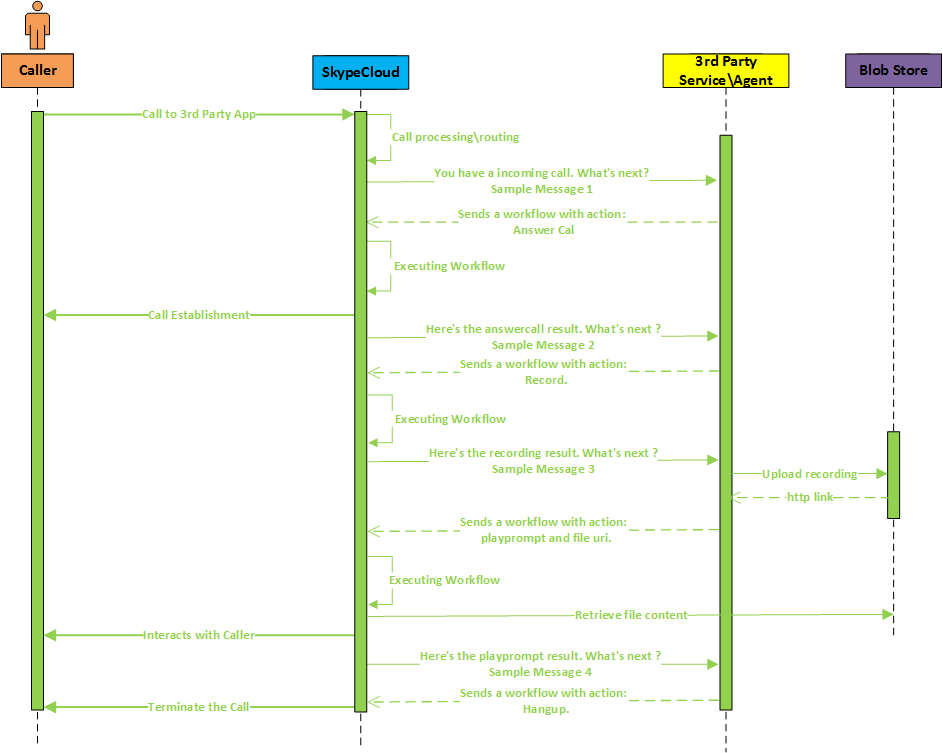 Caller
SkypeCloud
3rd Party
Service\Agent
Blob Store
Call to 3rd Party App
Call processing\routing
You have a incoming call. What's next?
Sample Message 1
Sends a workflow with action:
Answer Cal
Executing Workflow
Call Establishment
Here's the answercall result. What's next ?
Sample Message 2
Sends a workflow with action:
Record.
Executing Workflow
Here's the recording result. What's next ?
Sample Message 3
Upload recording
http link
Sends a workflow with action:
playprompt and file uri.
Executing Workflow
Retrieve file content
Interacts with Caller
Here's the playprompt result. What's next ?
Sample Message 4
Sends a workflow with action:
Hangup.
Terminate the Call